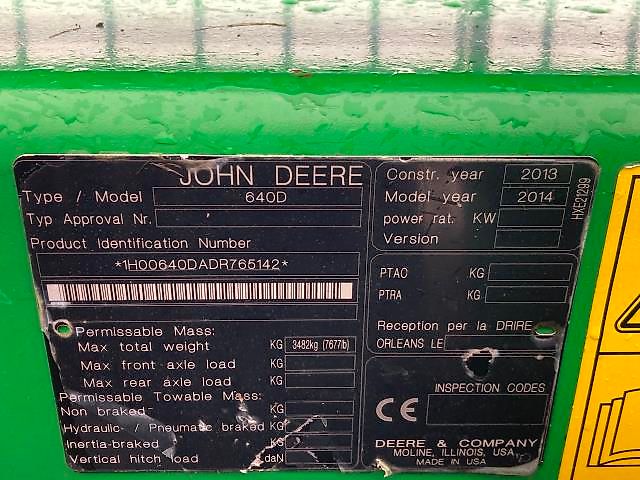 JOHN DEERE
Type / Model 640D
Typ Approval Nr.
Product Identification Number
*1H00640DADR765142*
Permissable Mass:
Max total weight KG 3482kg (7677lb)
Max front axle load KG
Max rear axle load KG
Permissable Towable Mass:
Non braked KG
Hydraulic- / Pneumatic braked KG
Inertia-braked KG
Vertical hitch load daN
Constr. year 2013
Model year 2014
power rat. KW
Version
HXE21299
PTAC KG
PTRA KG
Reception per la DRIRE
ORLEANS LE
INSPECTION CODES
CE
DEERE & COMPANY
MOLINE, ILLINOIS, USA
MADE IN USA